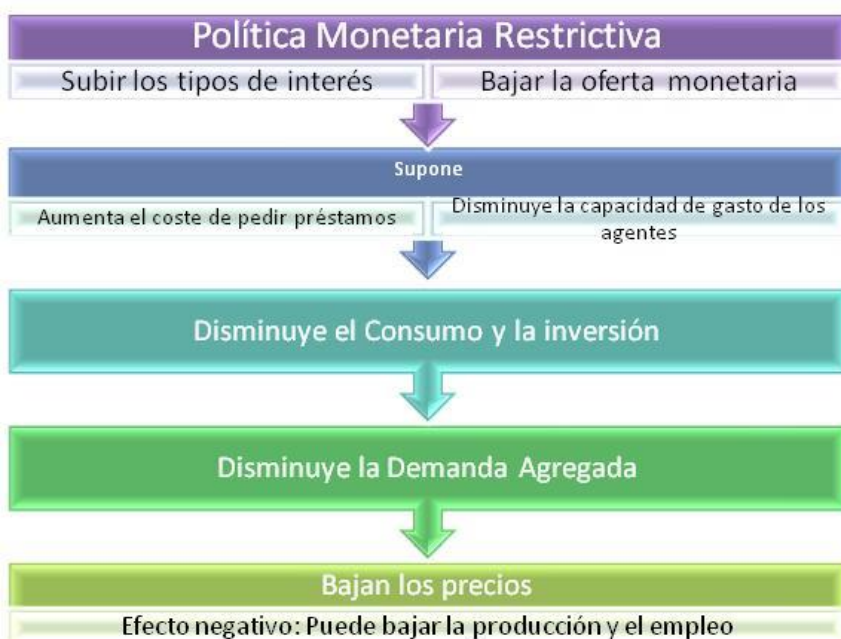 Política Monetaria Restrictiva
Subir los tipos de interés
Bajar la oferta monetaria
Supone
Aumenta el coste de pedir préstamos
Disminuye la capacidad de gasto de los
agentes
Disminuye el Consumo y la inversión
Disminuye la Demanda Agregada
Bajan los precios
Efecto negativo: Puede bajar la producción y el empleo